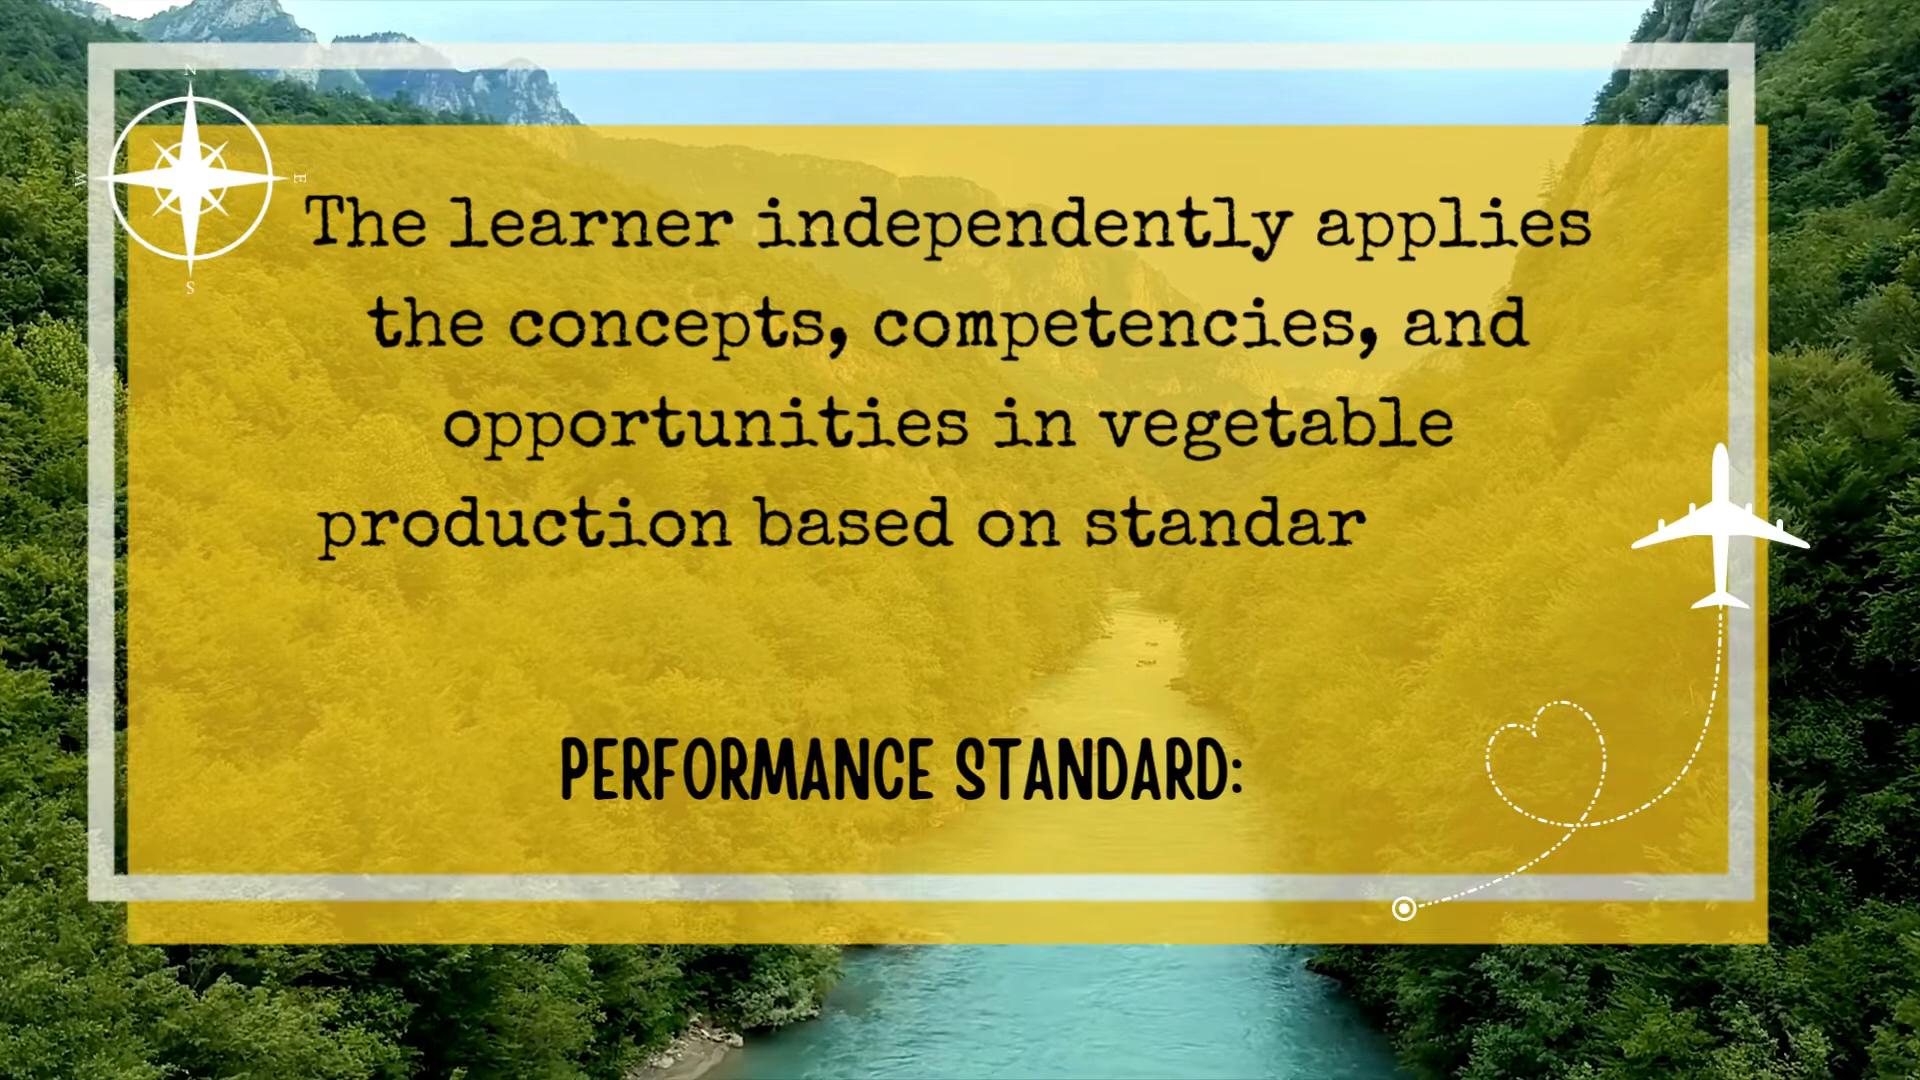 N
W E
S
The learner independently applies
the concepts, competencies, and
opportunities in vegetable
production based on standar
PERFORMANCE STANDARD: